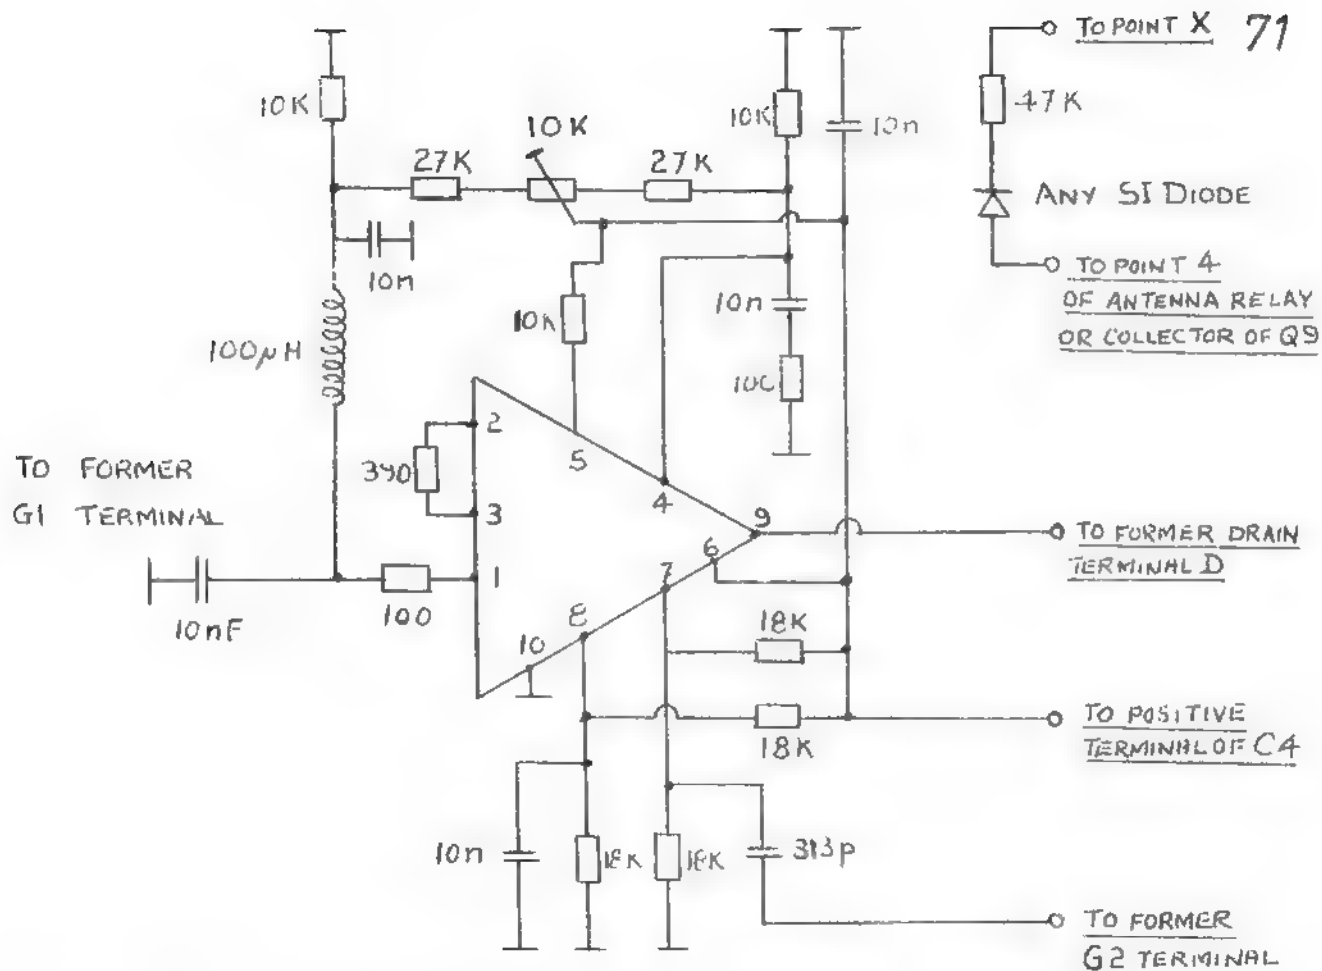 TO POINT X 71
10K
10K
10K
10n
47K
27K
27K
ANY SI DIODE
10n
TO POINT 4
OF ANTENNA RELAY
OR COLLECTOR OF Q9
10K
10n
100μH
100
2
5
4
TO FORMER
G1 TERMINAL
390
3
9
6
TO FORMER DRAIN
TERMINAL D
1
7
10nF
100
8
18K
10
18K
TO POSITIVE
TERMINAL OF C4
10n
18K
18K
313p
TO FORMER
G2 TERMINAL